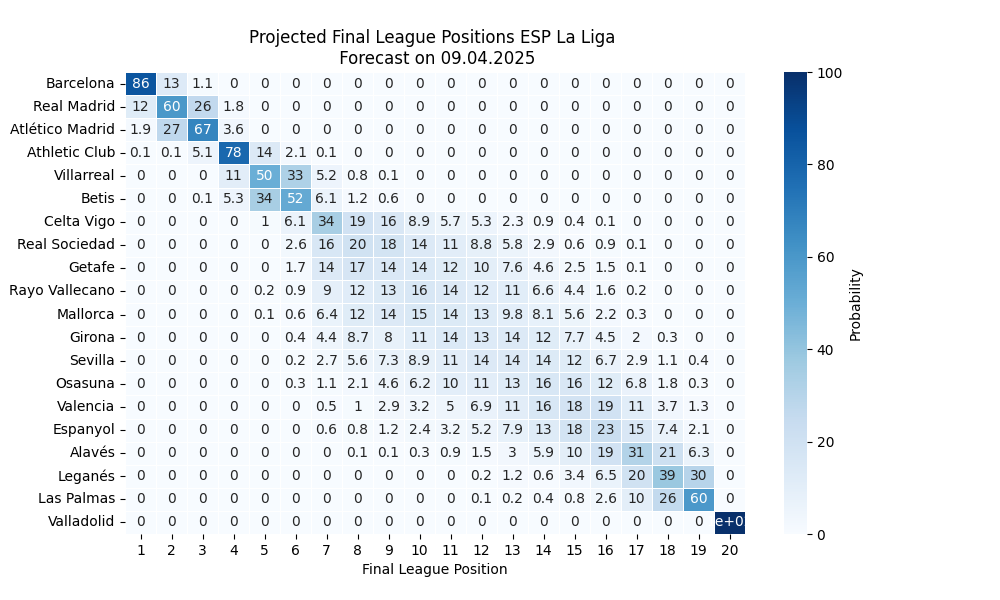 Projected Final League Positions ESP La Liga
Forecast on 09.04.2025
Barcelona 86 13 1.1 0 0 0 0 0 0 0 0 0 0 0 0 0 0 0 0 0
Real Madrid 12 60 26 1.8 0 0 0 0 0 0 0 0 0 0 0 0 0 0 0 0
Atlético Madrid 1.9 27 67 3.6 0 0 0 0 0 0 0 0 0 0 0 0 0 0 0 0
Athletic Club 0.1 0.1 5.1 78 14 2.1 0.1 0 0 0 0 0 0 0 0 0 0 0 0 0
Villarreal 0 0 0 11 50 33 5.2 0.8 0.1 0 0 0 0 0 0 0 0 0 0 0
Betis 0 0 0.1 5.3 34 52 6.1 1.2 0.6 0 0 0 0 0 0 0 0 0 0 0
Celta Vigo 0 0 0 0 1 6.1 34 19 16 8.9 5.7 5.3 2.3 0.9 0.4 0.1 0 0 0 0
Real Sociedad 0 0 0 0 0 2.6 16 20 18 14 11 8.8 5.8 2.9 0.6 0.9 0.1 0 0 0
Getafe 0 0 0 0 0 1.7 14 17 14 14 12 10 7.6 4.6 2.5 1.5 0.1 0 0 0
Rayo Vallecano 0 0 0 0 0.2 0.9 9 12 13 16 14 12 11 6.6 4.4 1.6 0.2 0 0 0
Mallorca 0 0 0 0 0.1 0.6 6.4 12 14 15 14 13 9.8 8.1 5.6 2.2 0.3 0 0 0
Girona 0 0 0 0 0 0.4 4.4 8.7 8 11 14 13 14 12 7.7 4.5 2 0.3 0 0
Sevilla 0 0 0 0 0 0.2 2.7 5.6 7.3 8.9 11 14 14 14 12 6.7 2.9 1.1 0.4 0
Osasuna 0 0 0 0 0 0.3 1.1 2.1 4.6 6.2 10 11 13 16 16 12 6.8 1.8 0.3 0
Valencia 0 0 0 0 0 0 0.5 1 2.9 3.2 5 6.9 11 16 18 19 11 3.7 1.3 0
Espanyol 0 0 0 0 0 0 0.6 0.8 1.2 2.4 3.2 5.2 7.9 13 18 23 15 7.4 2.1 0
Alavés 0 0 0 0 0 0 0 0.1 0.1 0.3 0.9 1.5 3 5.9 10 19 31 21 6.3 0
Leganés 0 0 0 0 0 0 0 0 0 0 0 0.2 1.2 0.6 3.4 6.5 20 39 30 0
Las Palmas 0 0 0 0 0 0 0 0 0 0 0 0.1 0.2 0.4 0.8 2.6 10 26 60 0
Valladolid 0 0 0 0 0 0 0 0 0 0 0 0 0 0 0 0 0 0 0
1 2 3 4 5 6 7 8 9 10 11 12 13 14 15 16 17 18 19 20
Final League Position
100
80
60
40
20
0
Probability